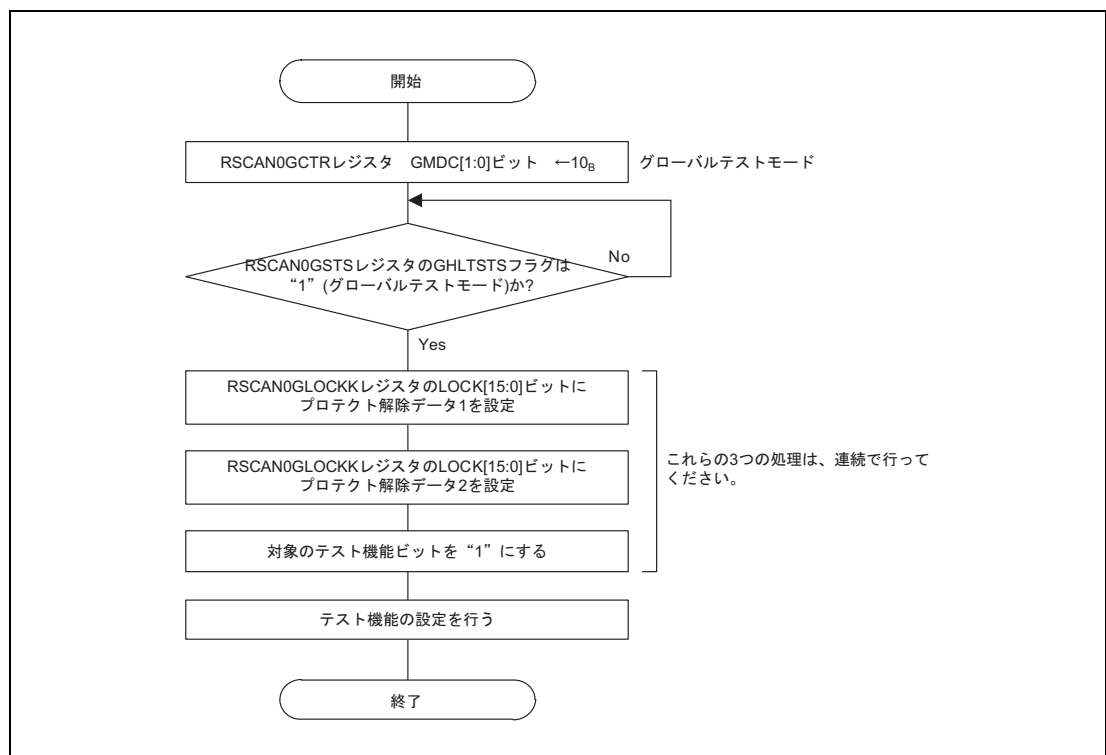 開始
RSCAN0GCTRレジスタ　GMDC[1:0]ビット　←10B
グローバルテストモード
RSCAN0GSTSレジスタのGHLTSTSフラグは
“1”(グローバルテストモード)か?
No
Yes
RSCAN0GLOCKKレジスタのLOCK[15:0]ビットに
プロテクト解除データ1を設定
RSCAN0GLOCKKレジスタのLOCK[15:0]ビットに
プロテクト解除データ2を設定
これらの3つの処理は、連続で行って
ください。
対象のテスト機能ビットを“1”にする
テスト機能の設定を行う
終了